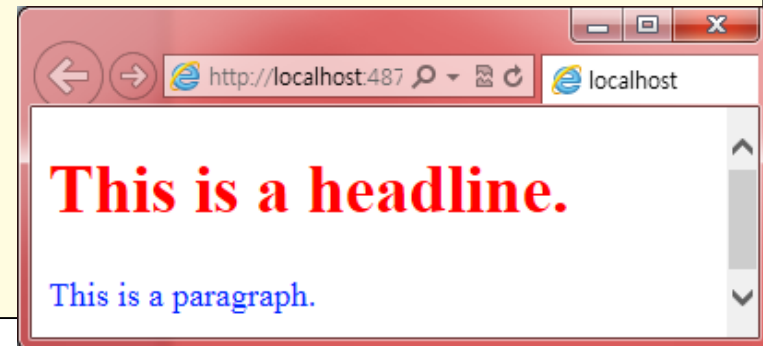 http://localhost:487
localhost
This is a headline.
This is a paragraph.